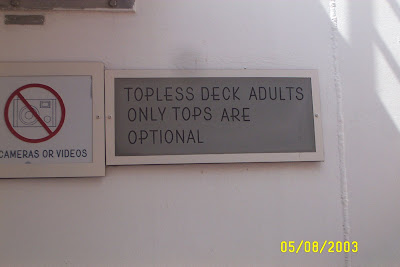 TOPLESS DECK ADULTS
ONLY TOPS ARE
OPTIONAL
CAMERAS OR VIDEOS
05/08/2003